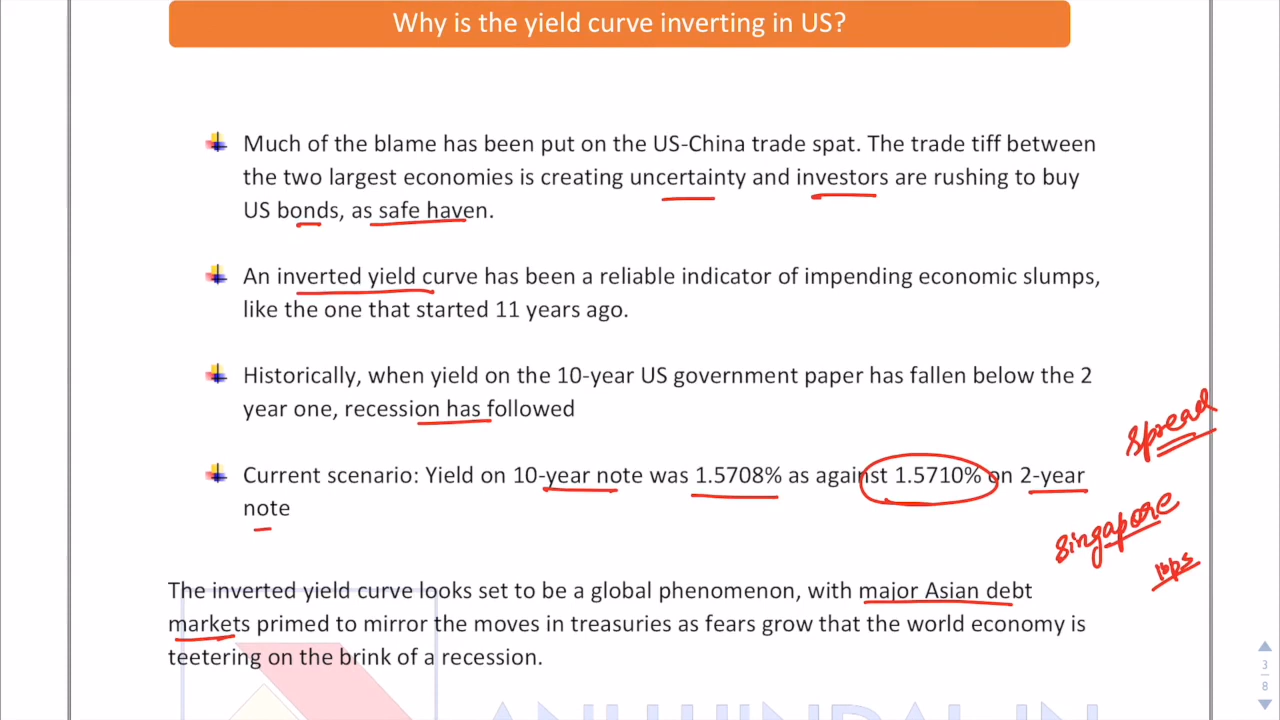 Why is the yield curve inverting in US?
Much of the blame has been put on the US-China trade spat. The trade tiff between
the two largest economies is creating uncertainty and investors are rushing to buy
US bonds, as safe haven.
An inverted yield curve has been a reliable indicator of impending economic slumps,
like the one that started 11 years ago.
Historically, when yield on the 10-year US government paper has fallen below the 2
year one, recession has followed
Spread
Current scenario: Yield on 10-year note was 1.5708% as against 1.5710% on 2-year
note
Singapore
1bps
The inverted yield curve looks set to be a global phenomenon, with major Asian debt
markets primed to mirror the moves in treasuries as fears grow that the world economy is
teetering on the brink of a recession.
3
8